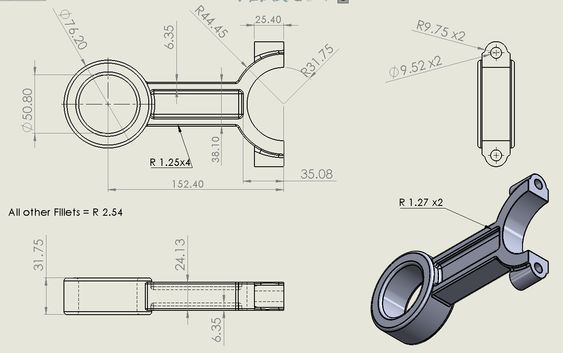 Ø76.20
R44.45
25.40
6.35
R31.75
R9.75 x2
Ø9.52 x2
Ø50.80
38.10
R 1.25x4
35.08
152.40
All other Fillets = R 2.54
R 1.27 x2
31.75
24.13
6.35